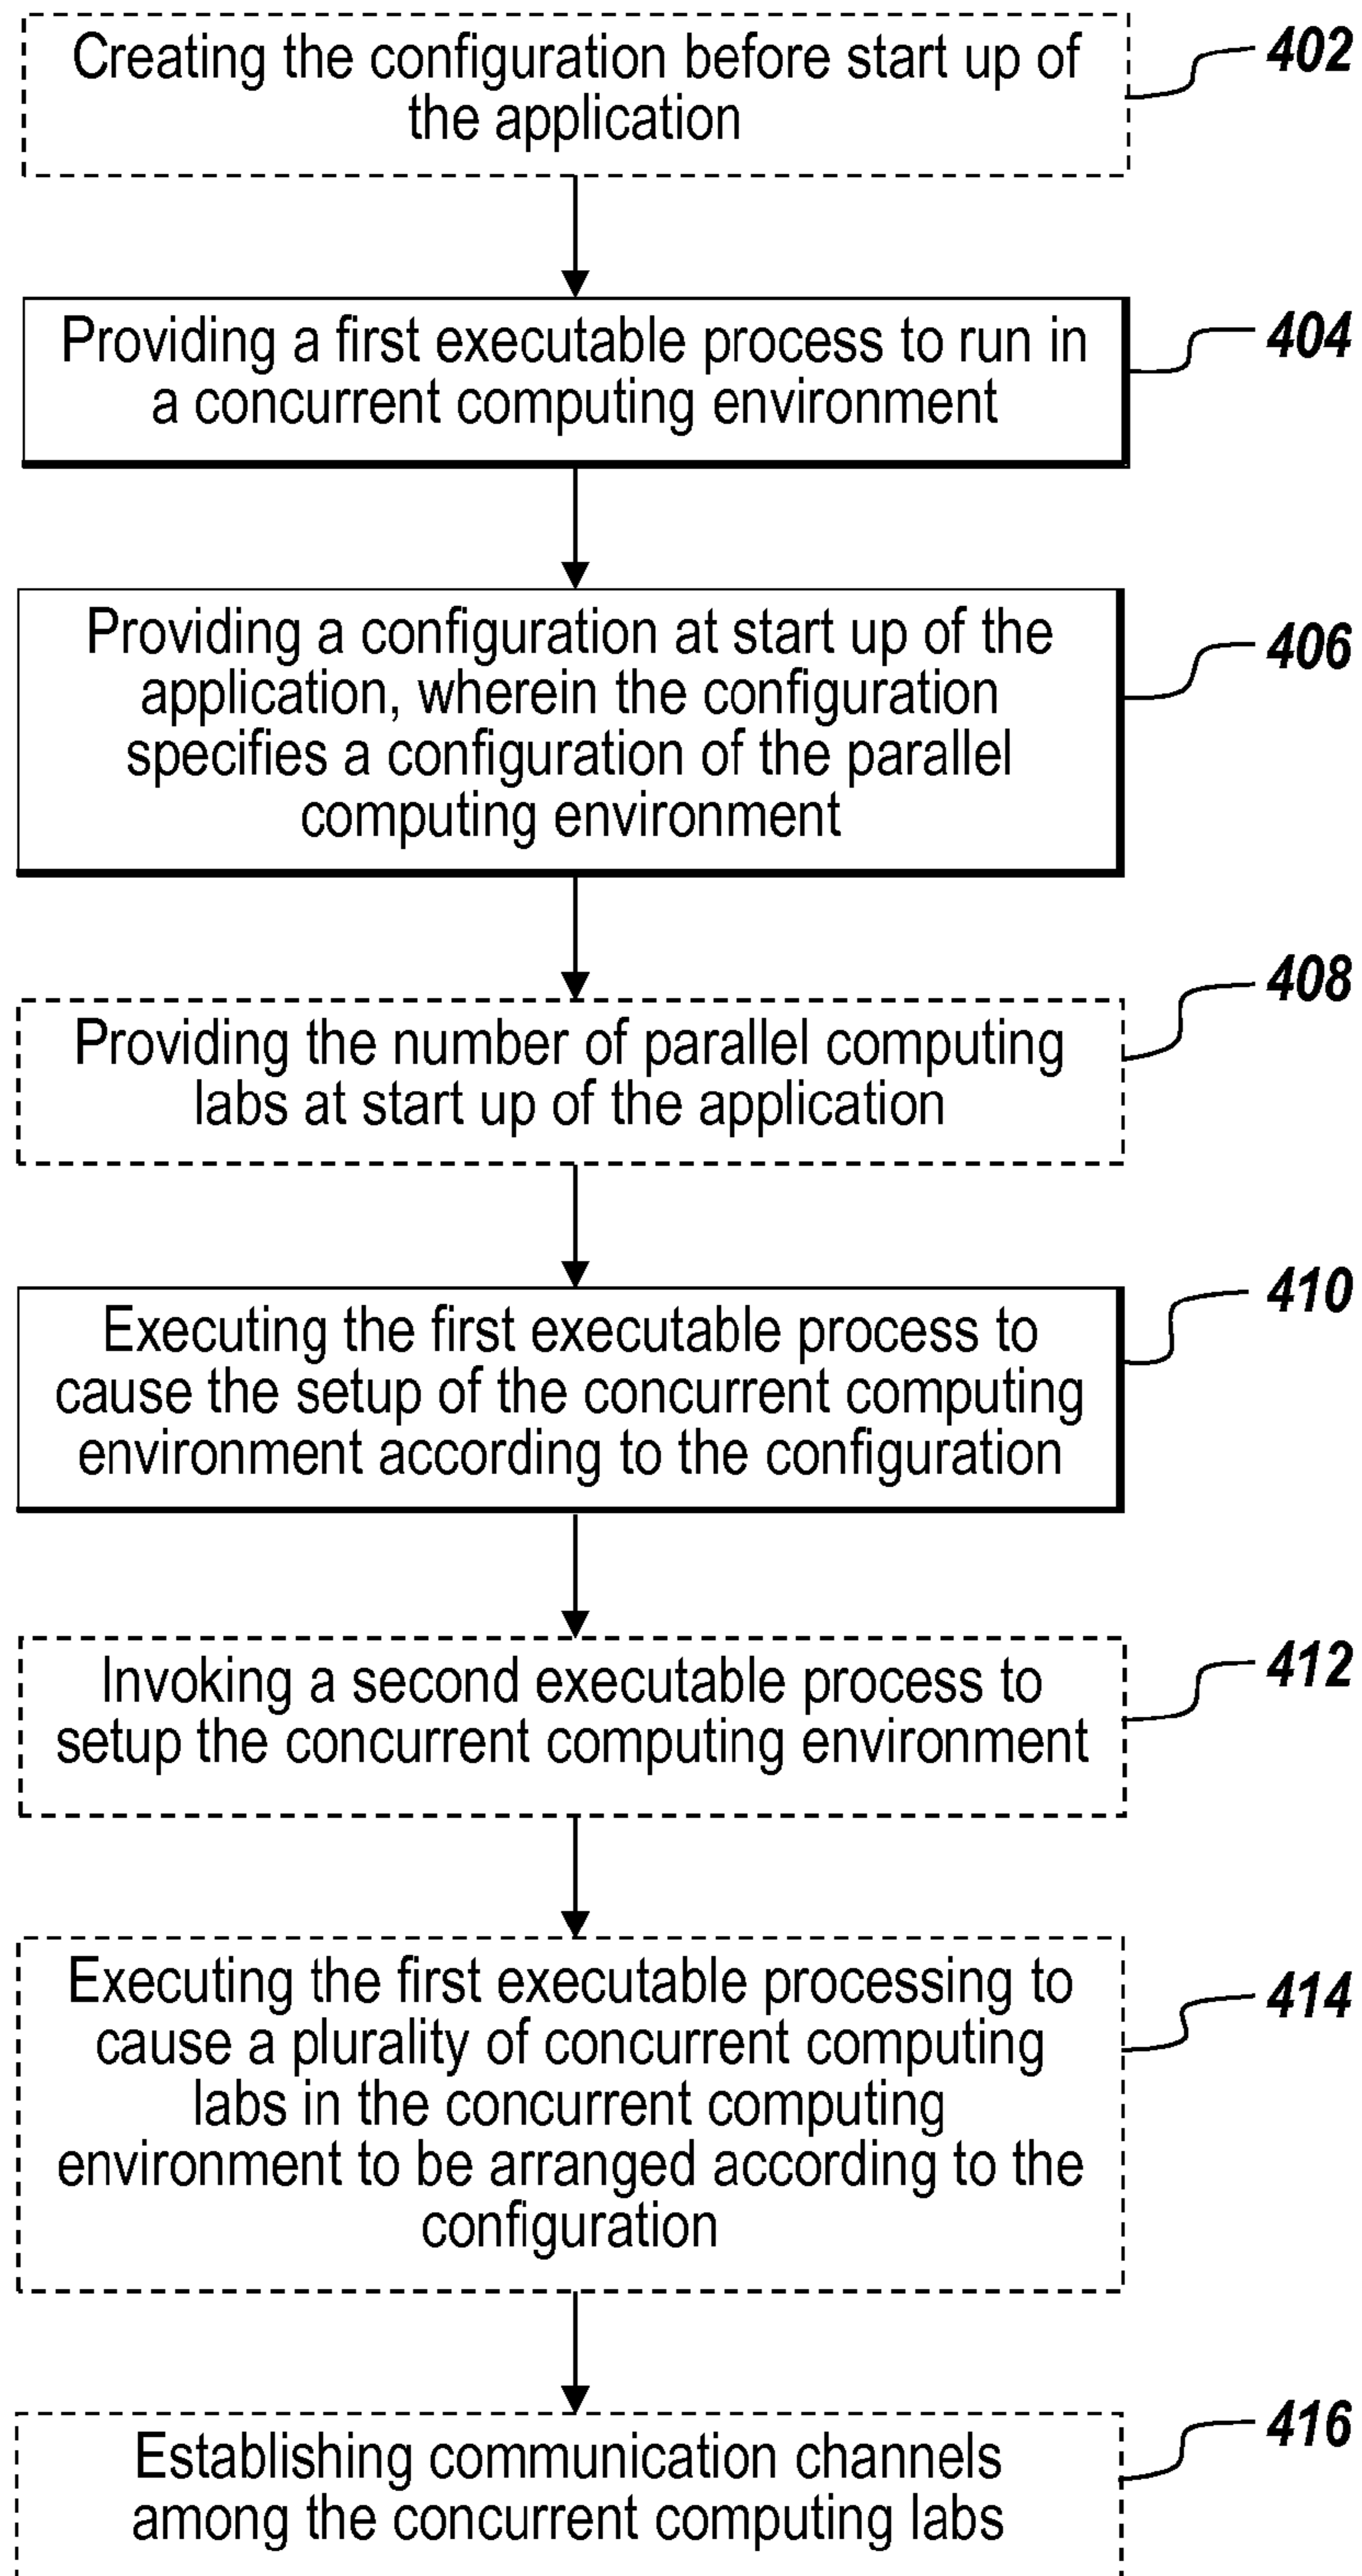 Creating the configuration before start up of
the application
402
Providing a first executable process to run in
a concurrent computing environment
404
Providing a configuration at start up of the
application, wherein the configuration
specifies a configuration of the parallel
computing environment
406
Providing the number of parallel computing
labs at start up of the application
408
Executing the first executable process to
cause the setup of the concurrent computing
environment according to the configuration
410
Invoking a second executable process to
setup the concurrent computing environment
412
Executing the first executable processing to
cause a plurality of concurrent computing
labs in the concurrent computing
environment to be arranged according to the
configuration
414
Establishing communication channels
among the concurrent computing labs
416